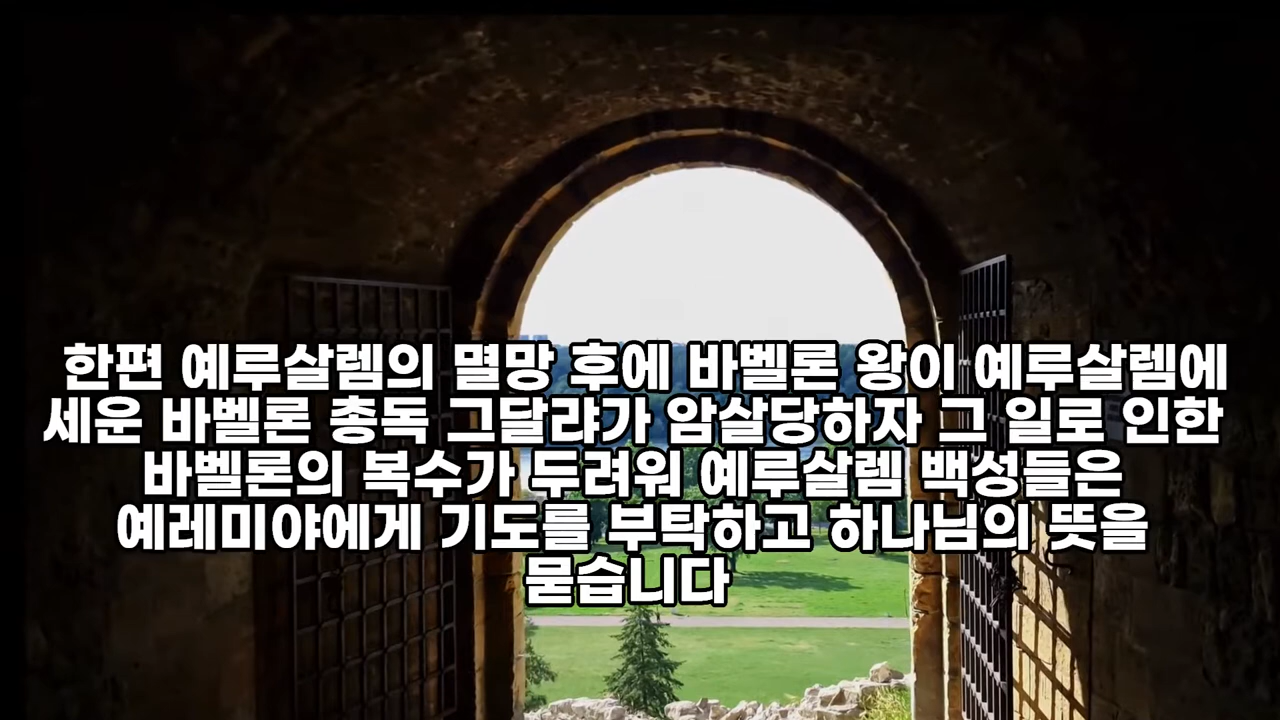 한편 예루살렘의 멸망 후에 바벨론 왕이 예루살렘에
세운 바벨론 총독 그달랴가 암살당하자 그 일로 인한
바벨론의 복수가 두려워 예루살렘 백성들은
예레미야에게 기도를 부탁하고 하나님의 뜻을
묻습니다